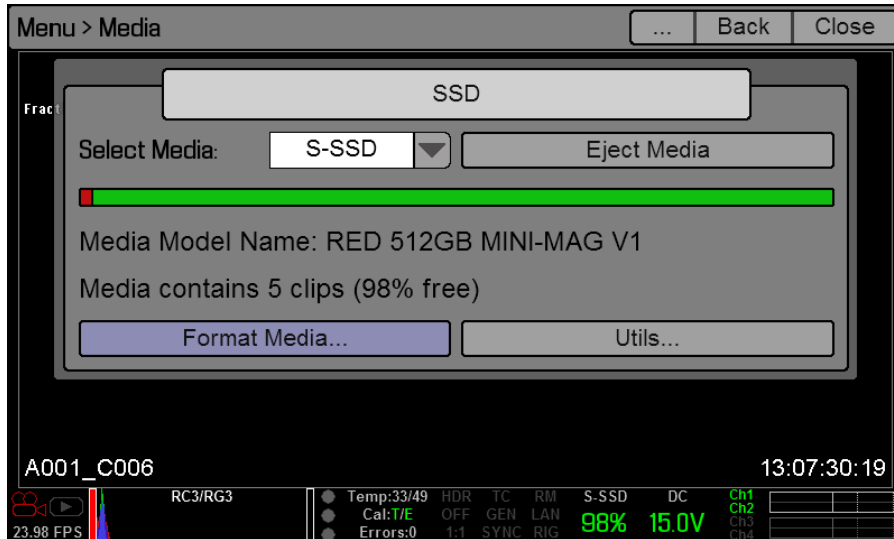 Menu > Media ... Back Close
SSD
Fract
Select Media: S-SSD Eject Media
Media Model Name: RED 512GB MINI-MAG V1
Media contains 5 clips (98% free)
Format Media... Utils...
A001_C006 13:07:30:19
RC3/RG3 Temp:33/49 HDR TC RM S-SSD DC Ch1
Cal:T/E OFF GEN LAN 98% 15.0V Ch2
23.98 FPS Errors:0 1:1 SYNC RIG Ch3
Ch4